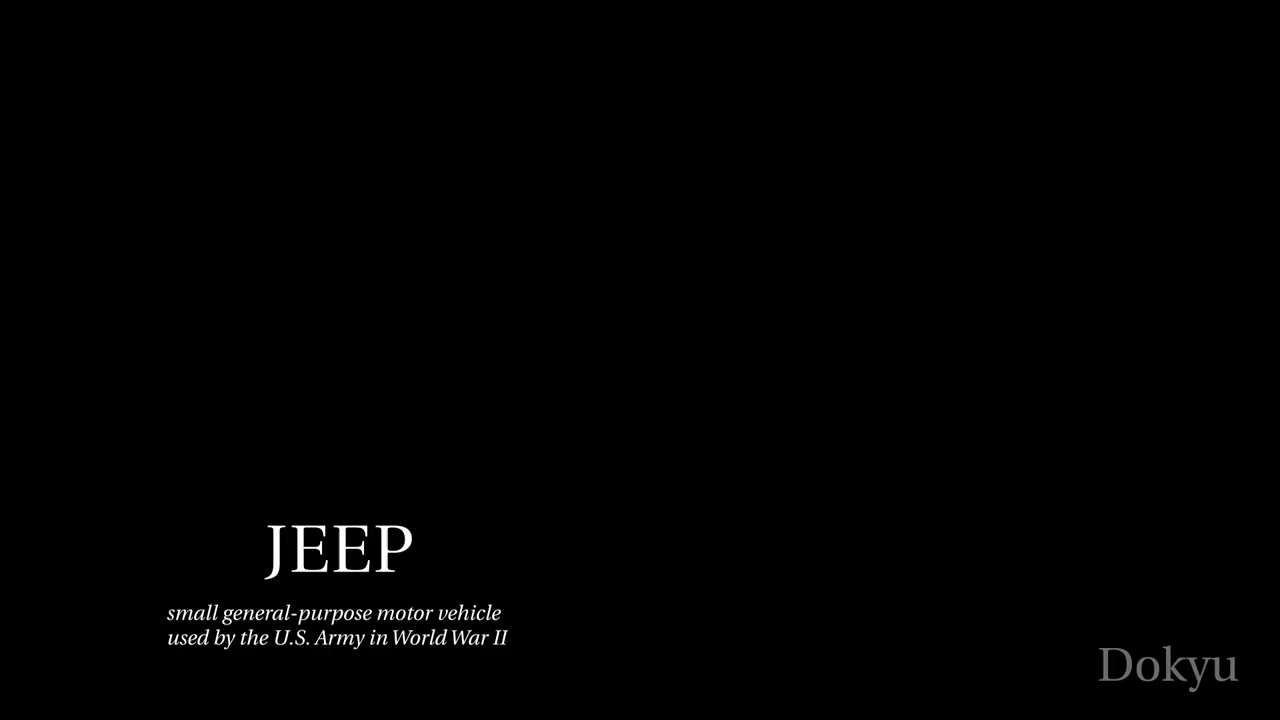 JEEP
small general-purpose motor vehicle
used by the U.S. Army in World War II
Dokyu